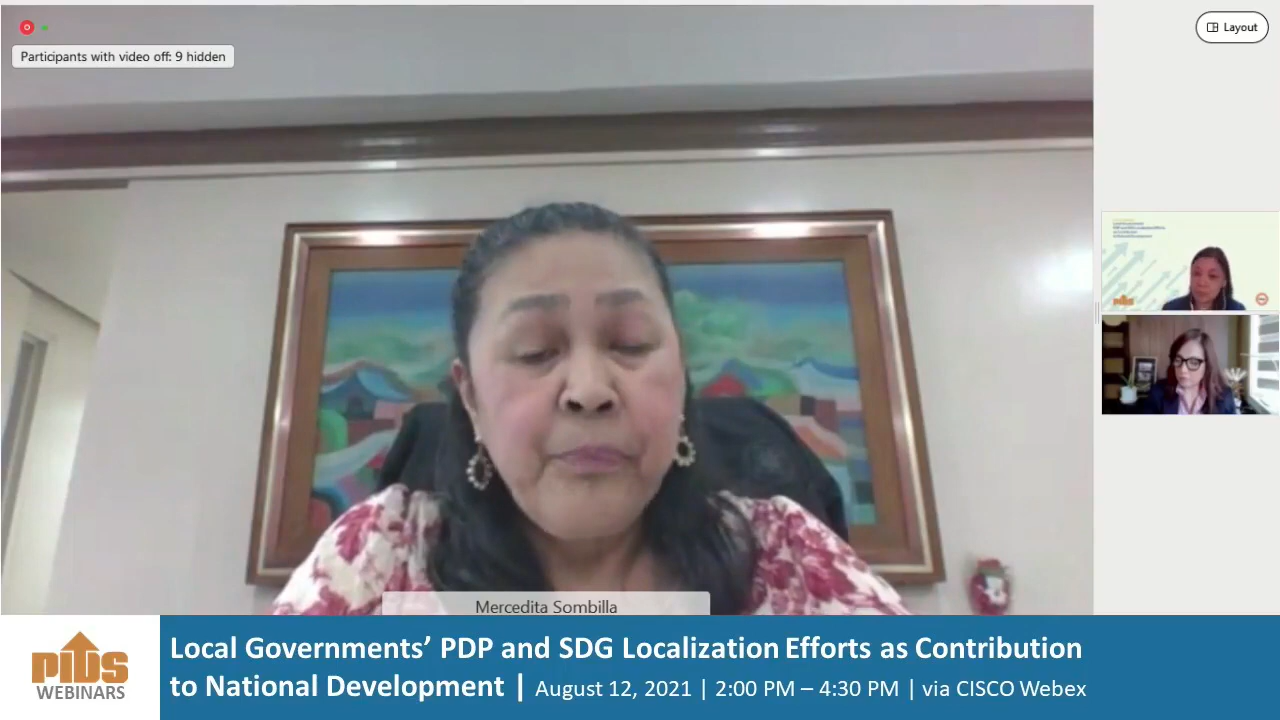 Participants with video off: 9 hidden
Layout
Mercedita Sombilla
PIDS
WEBINARS
Local Governments’ PDP and SDG Localization Efforts as Contribution
to National Development | August 12, 2021 | 2:00 PM – 4:30 PM | via CISCO Webex